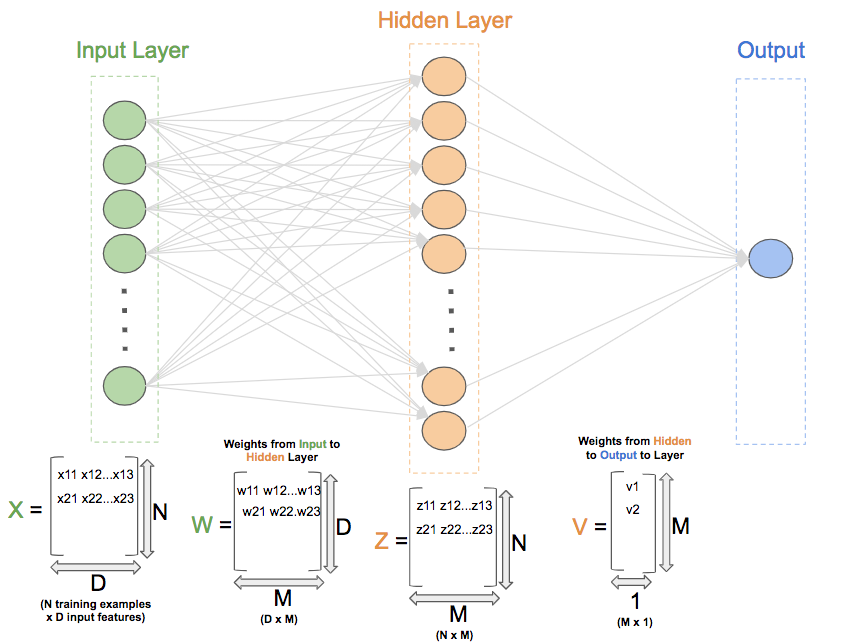 Hidden Layer
Input Layer
Output
Weights from Input to
Hidden Layer
Weights from Hidden
to Output to Layer
X =
x11 x12...x13
x21 x22...x23
N
D
(N training examples
x D input features)
W =
w11 w12...w13
w21 w22.w23
D
M
(D x M)
Z =
z11 z12...z13
z21 z22...z23
N
M
(N x M)
V =
v1
v2
M
1
(M x 1)